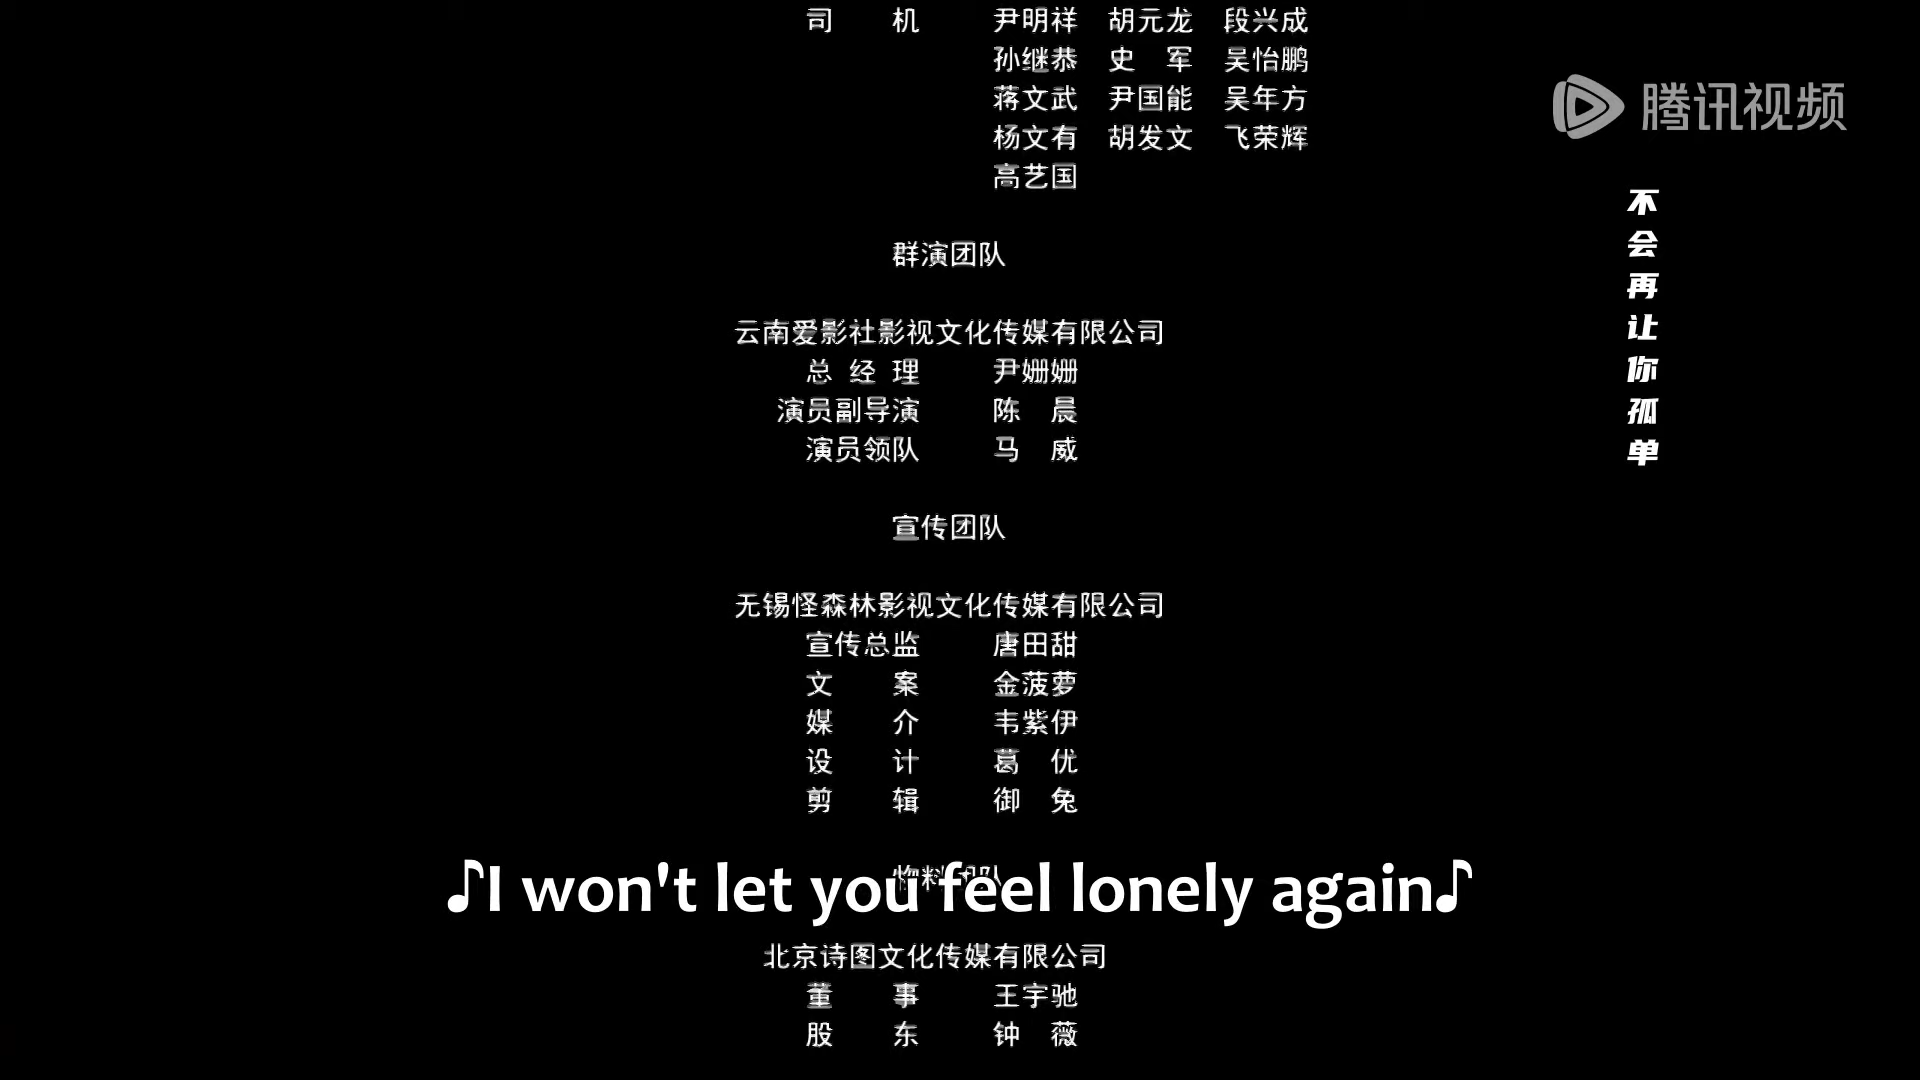 司 机 尹明祥 胡元龙 段兴成
孙继恭 史 军 吴怡鹏
蒋文武 尹国能 吴年方
杨文有 胡发文 飞荣辉
高艺国
腾讯视频
不会再让你孤单
群演团队
云南爱影社影视文化传媒有限公司
总 经 理 尹姗姗
演员副导演 陈 晨
演员领队 马 威
宣传团队
无锡怪森林影视文化传媒有限公司
宣传总监 唐田甜
文 案 金菠萝
媒 介 韦紫伊
设 计 葛 优
剪 辑 御 兔
物料团队
♪I won't let you feel lonely again♪
北京诗图文化传媒有限公司
董 事 王宇驰
股 东 钟 薇